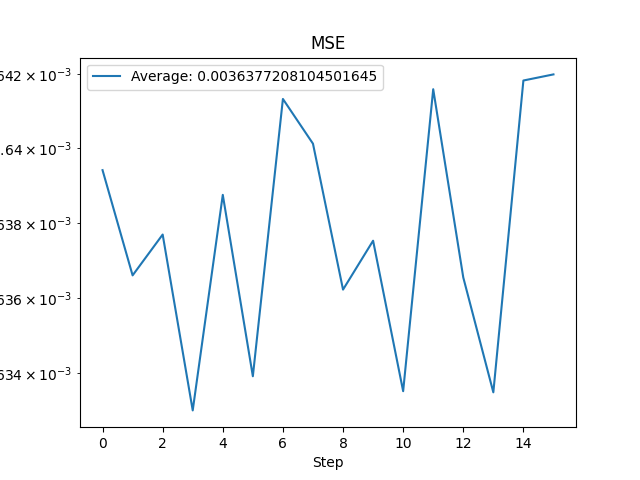 MSE
Average: 0.0036377208104501645
642 × 10⁻³
.64 × 10⁻³
638 × 10⁻³
636 × 10⁻³
634 × 10⁻³
0 2 4 6 8 10 12 14
Step